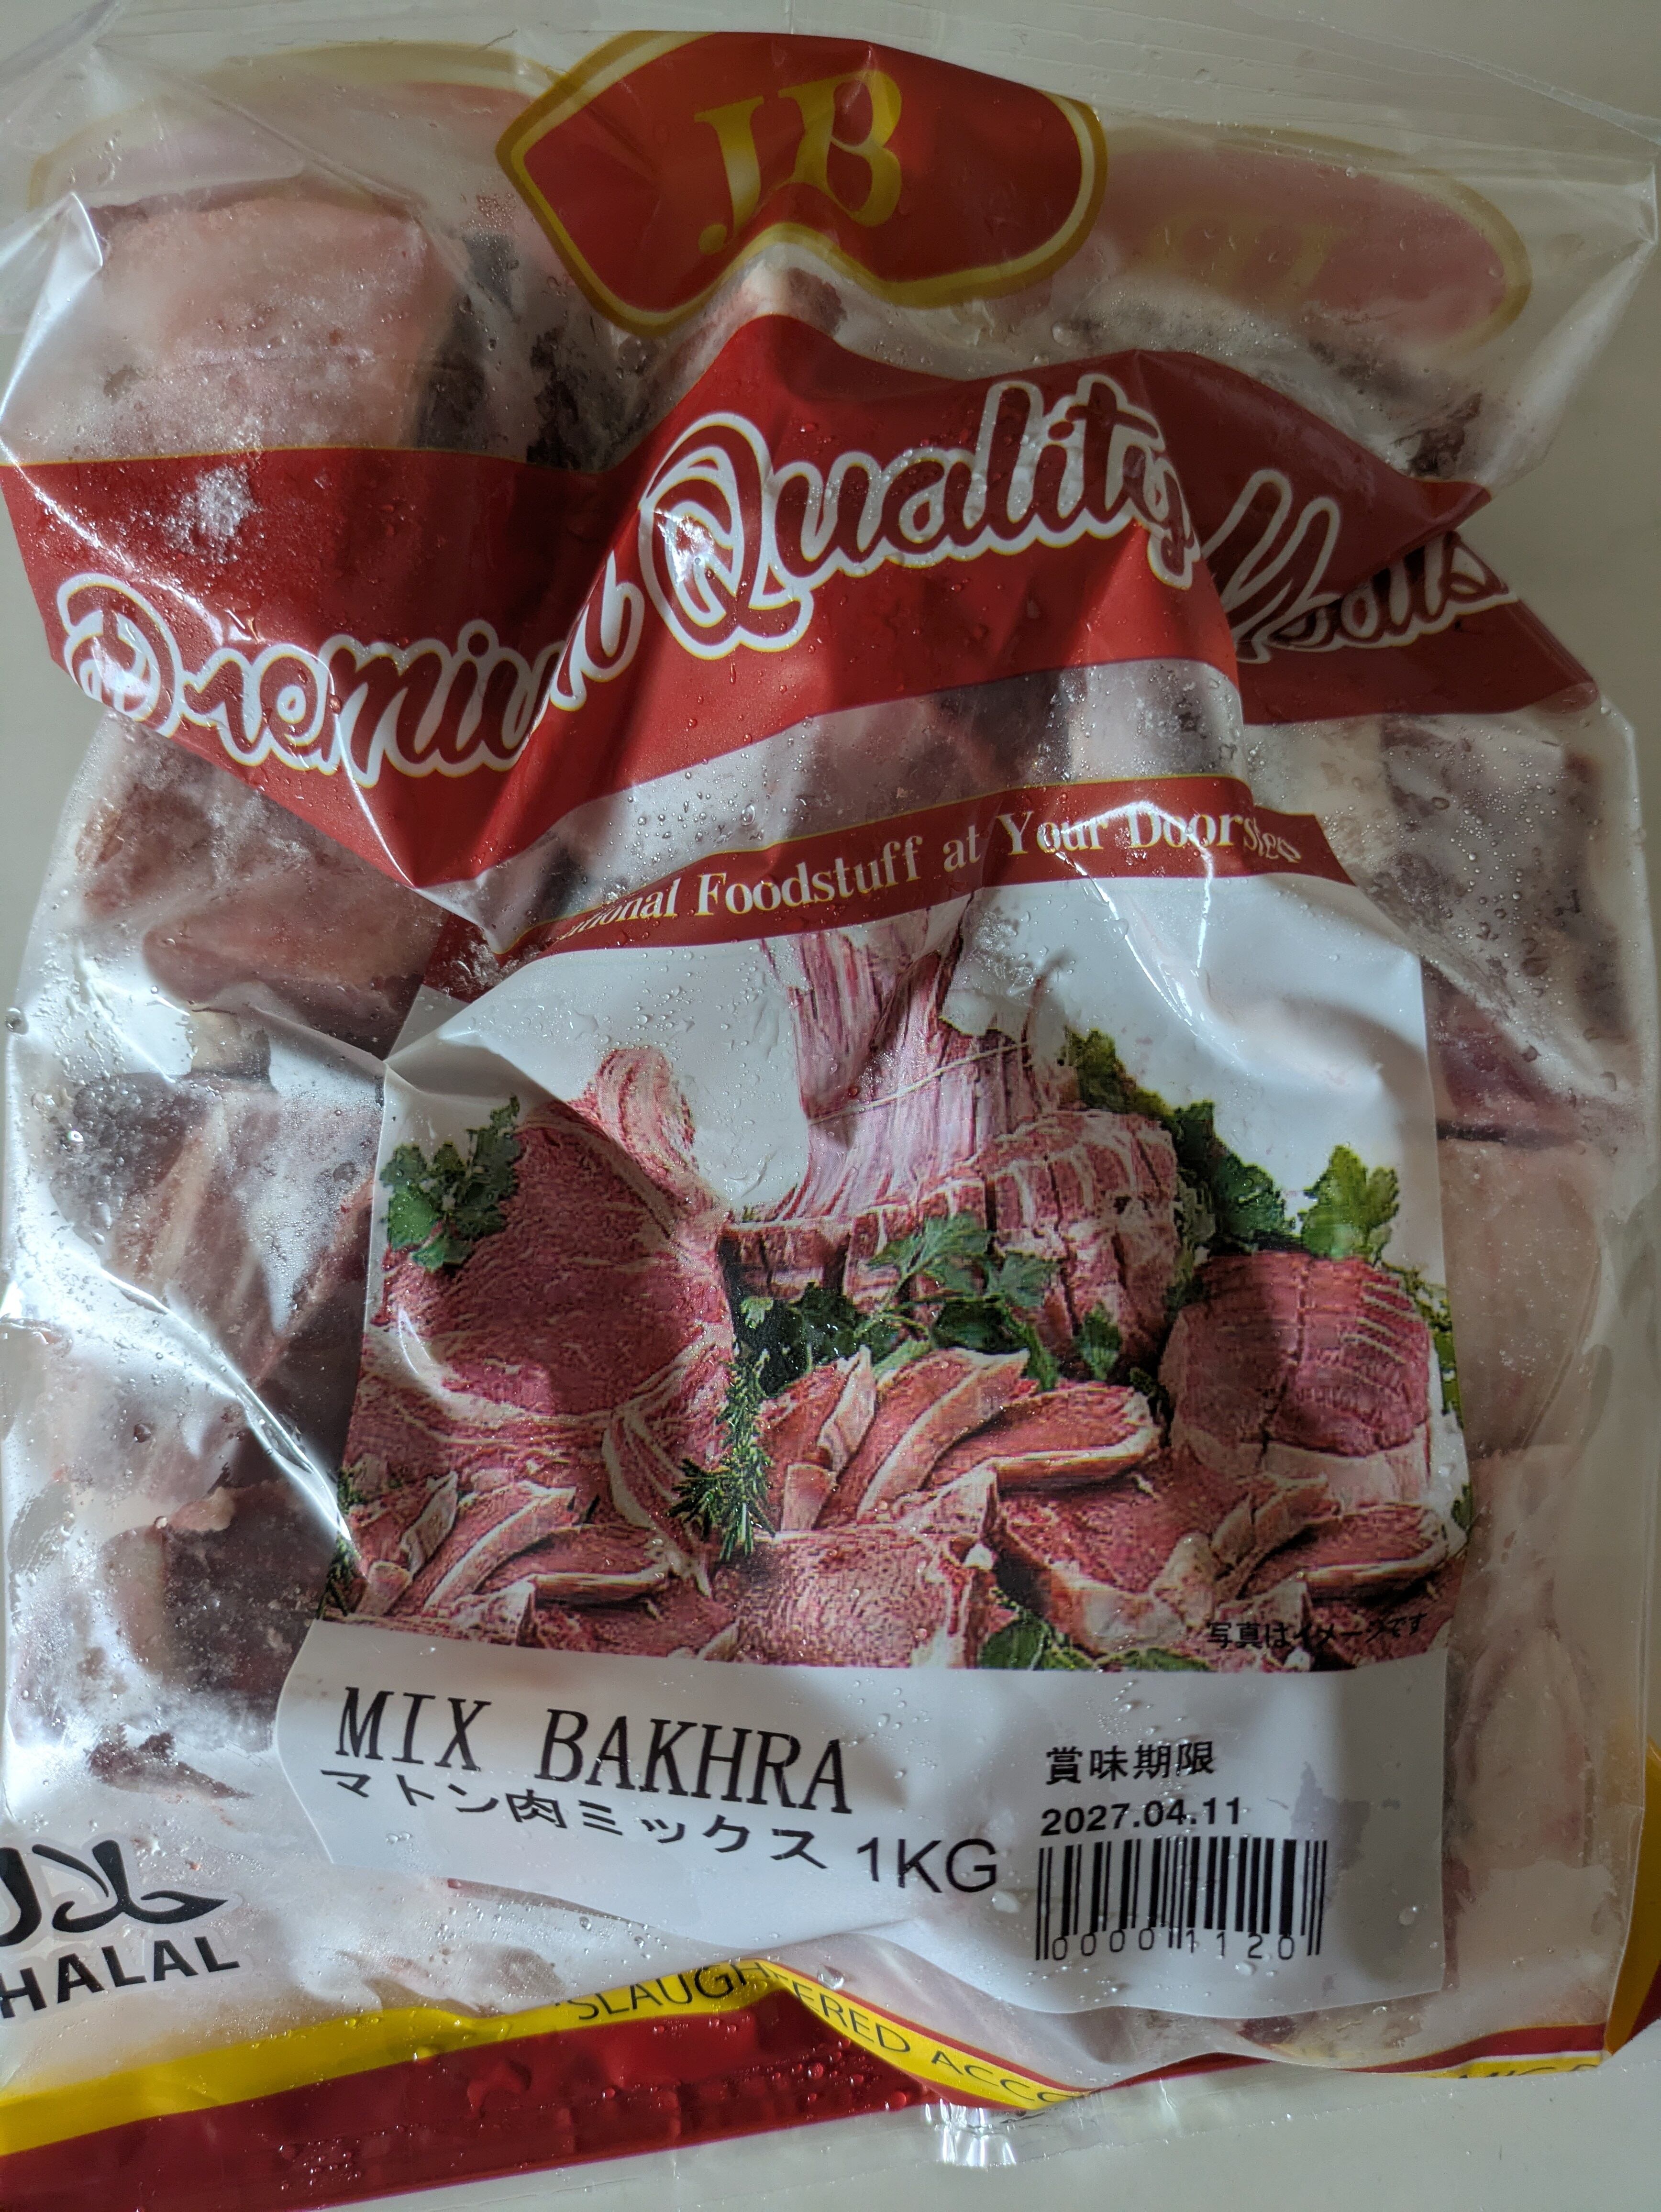 JB
Premium Quality Meats
Foodstuff at Your Doorstep
写真はイメージです
MIX BAKHRA
マトン肉ミックス 1KG
賞味期限
2027.04.11
00001120
حلال
HALAL
SLAUGHTERED